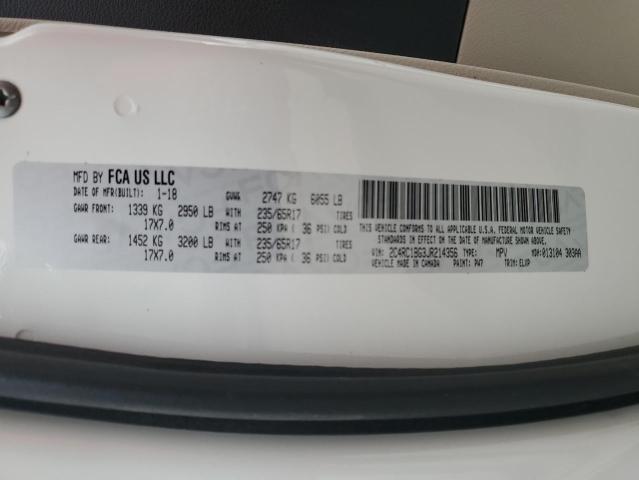 MFD BY FCA US LLC
DATE OF MFR(BUILT): 1-18 GVWR 2747 KG 6055 LB
GAWR FRONT: 1339 KG 2950 LB WITH 235/65R17 TIRES
17X7.0 RIMS AT 250 KPA ( 36 PSI) COLD
GAWR REAR: 1452 KG 3200 LB WITH 235/65R17 TIRES
17X7.0 RIMS AT 250 KPA ( 36 PSI) COLD
THIS VEHICLE CONFORMS TO ALL APPLICABLE U.S.A. FEDERAL MOTOR VEHICLE SAFETY
STANDARDS IN EFFECT ON THE DATE OF MANUFACTURE SHOWN ABOVE.
VIN: 2C4RC1BG3JR214356 TYPE: MPV MDH:013104 303AA
VEHICLE MADE IN CANADA PAINT: PW7 TRIM: ELXP